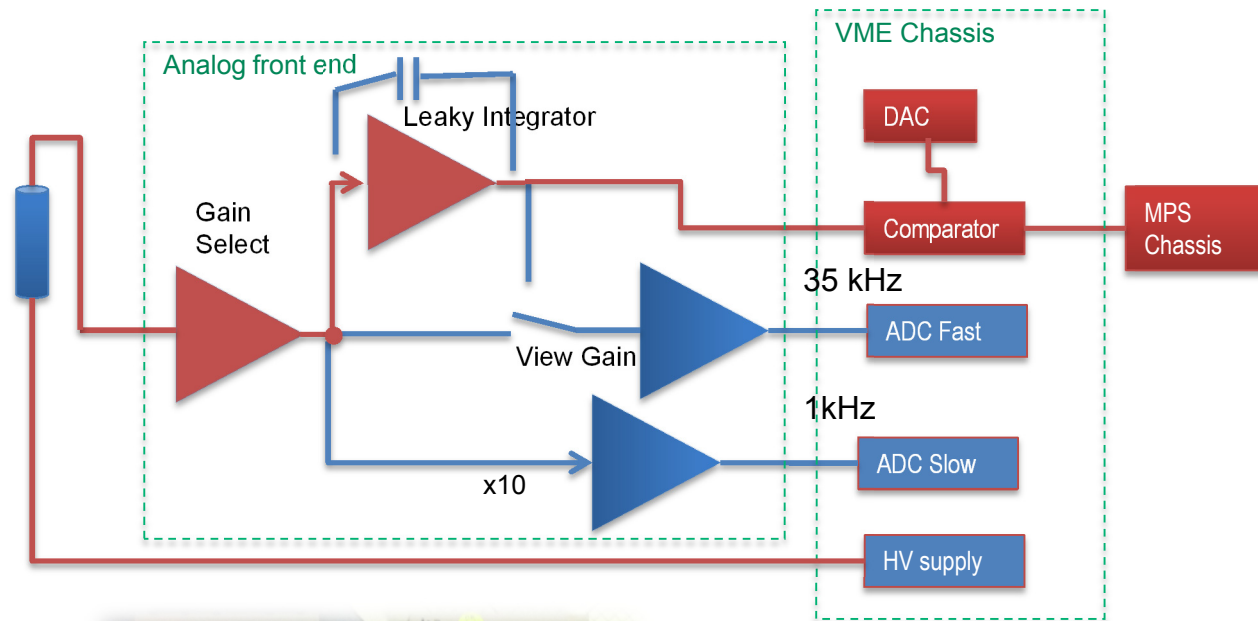 VME Chassis
Analog front end
Leaky Integrator
DAC
Gain
Select
Comparator
MPS
Chassis
35 kHz
ADC Fast
View Gain
1kHz
ADC Slow
x10
HV supply